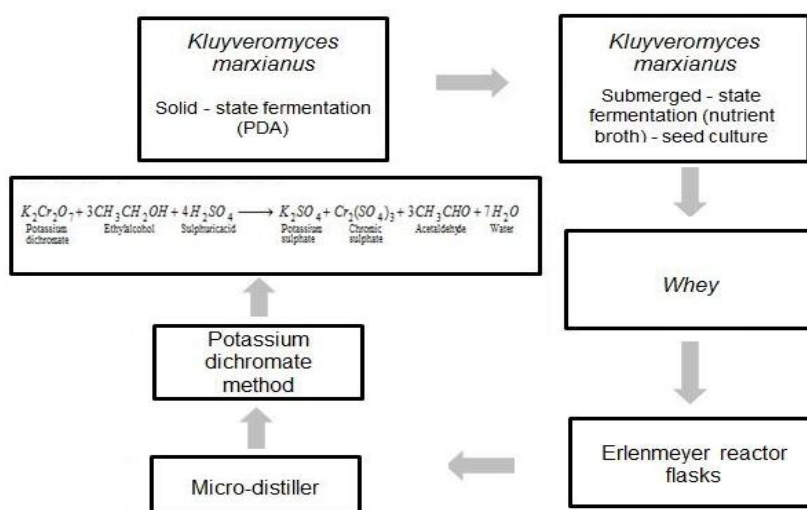 Kluyveromyces
marxianus
Solid - state fermentation
(PDA)
Kluyveromyces
marxianus
Submerged - state
fermentation (nutrient
broth) - seed culture
K₂Cr₂O₇ + 3CH₃CH₂OH + 4H₂SO₄ ⟶ K₂SO₄ + Cr₂(SO₄)₃ + 3CH₃CHO + 7H₂O
Potassium dichromate Ethylalcohol Sulphuricacid Potassium sulphate Chromic sulphate Acetaldehyde Water
Whey
Potassium
dichromate
method
Erlenmeyer reactor
flasks
Micro-distiller